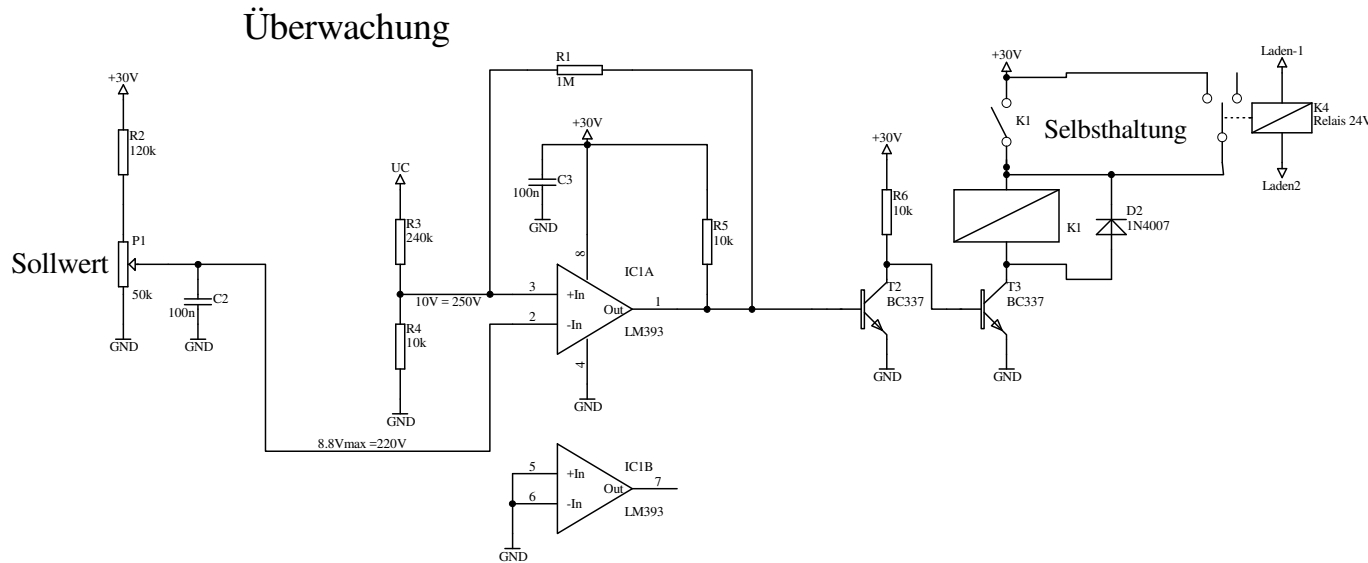 Überwachung
+30V
R2
120k
Sollwert
P1
50k
C2
100n
GND
GND
UC
R3
240k
10V = 250V
R4
10k
GND
8.8Vmax =220V
R1
1M
+30V
C3
100n
GND
R5
10k
8
IC1A
3
+In
2
-In
Out
1
LM393
4
GND
IC1B
5
+In
6
-In
Out
7
LM393
GND
+30V
R6
10k
T2
BC337
GND
T3
BC337
GND
+30V
K1
Selbsthaltung
K1
D2
1N4007
Laden-1
K4
Relais 24V
Laden2